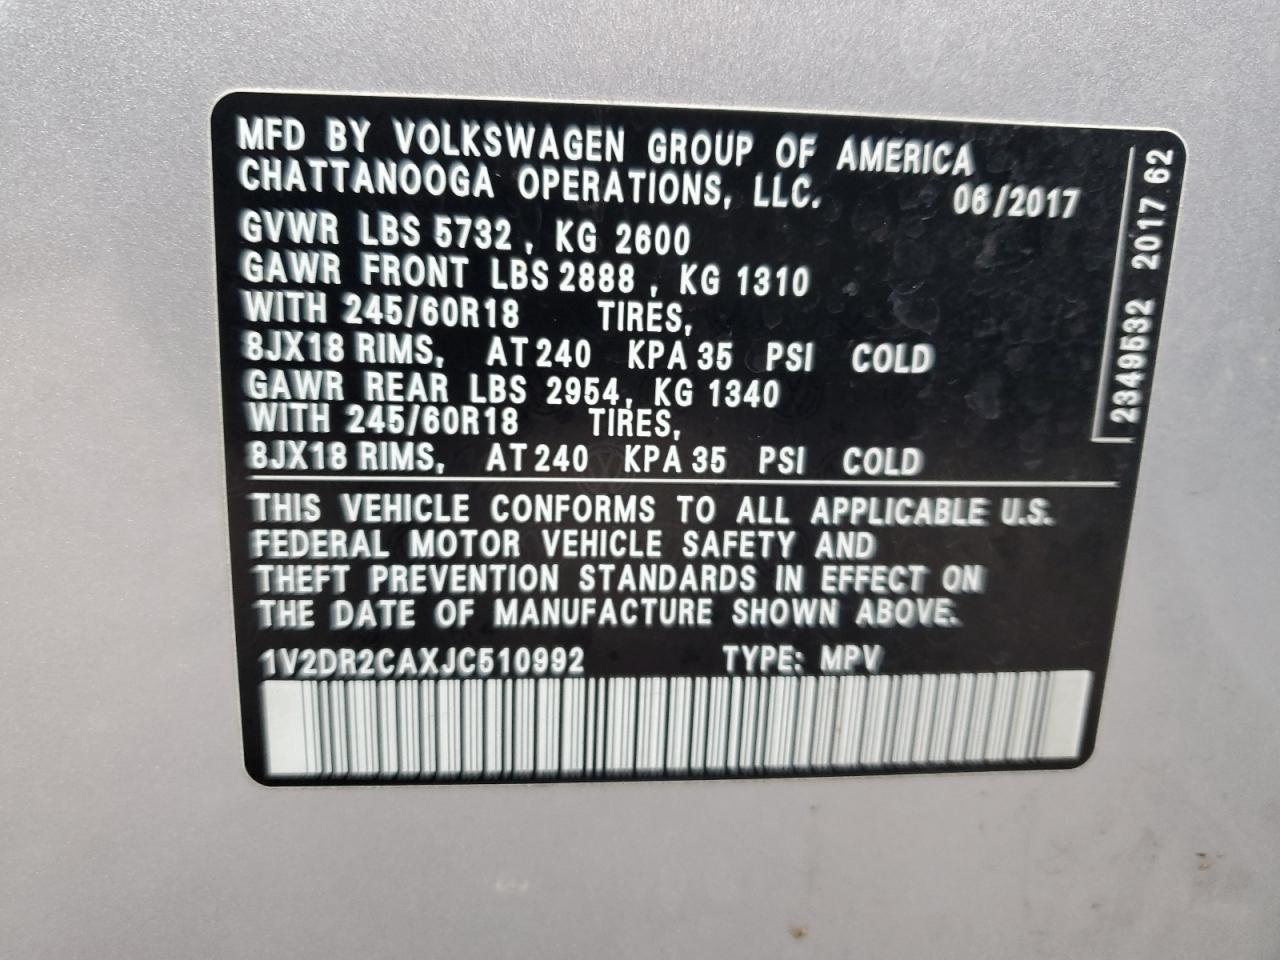 MFD BY VOLKSWAGEN GROUP OF AMERICA
CHATTANOOGA OPERATIONS, LLC. 06/2017
GVWR LBS 5732, KG 2600
GAWR FRONT LBS 2888, KG 1310
WITH 245/60R18 TIRES,
8JX18 RIMS, AT 240 KPA 35 PSI COLD
GAWR REAR LBS 2954, KG 1340
WITH 245/60R18 TIRES,
8JX18 RIMS, AT 240 KPA 35 PSI COLD
2349532 2017 62
THIS VEHICLE CONFORMS TO ALL APPLICABLE U.S.
FEDERAL MOTOR VEHICLE SAFETY AND
THEFT PREVENTION STANDARDS IN EFFECT ON
THE DATE OF MANUFACTURE SHOWN ABOVE.
1V2DR2CAXJC510992 TYPE: MPV